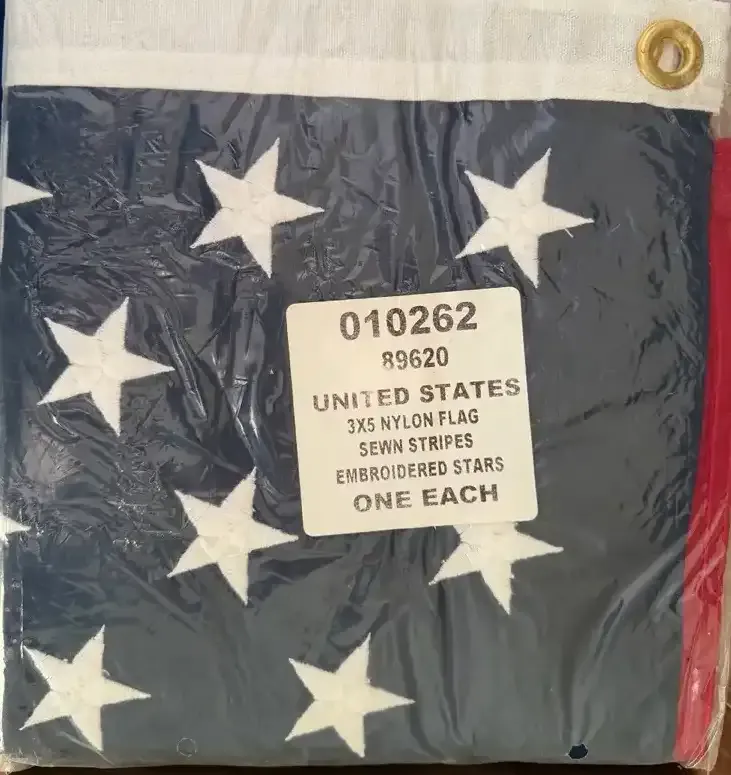 010262
89620
UNITED STATES
3X5 NYLON FLAG
SEWN STRIPES
EMBROIDERED STARS
ONE EACH